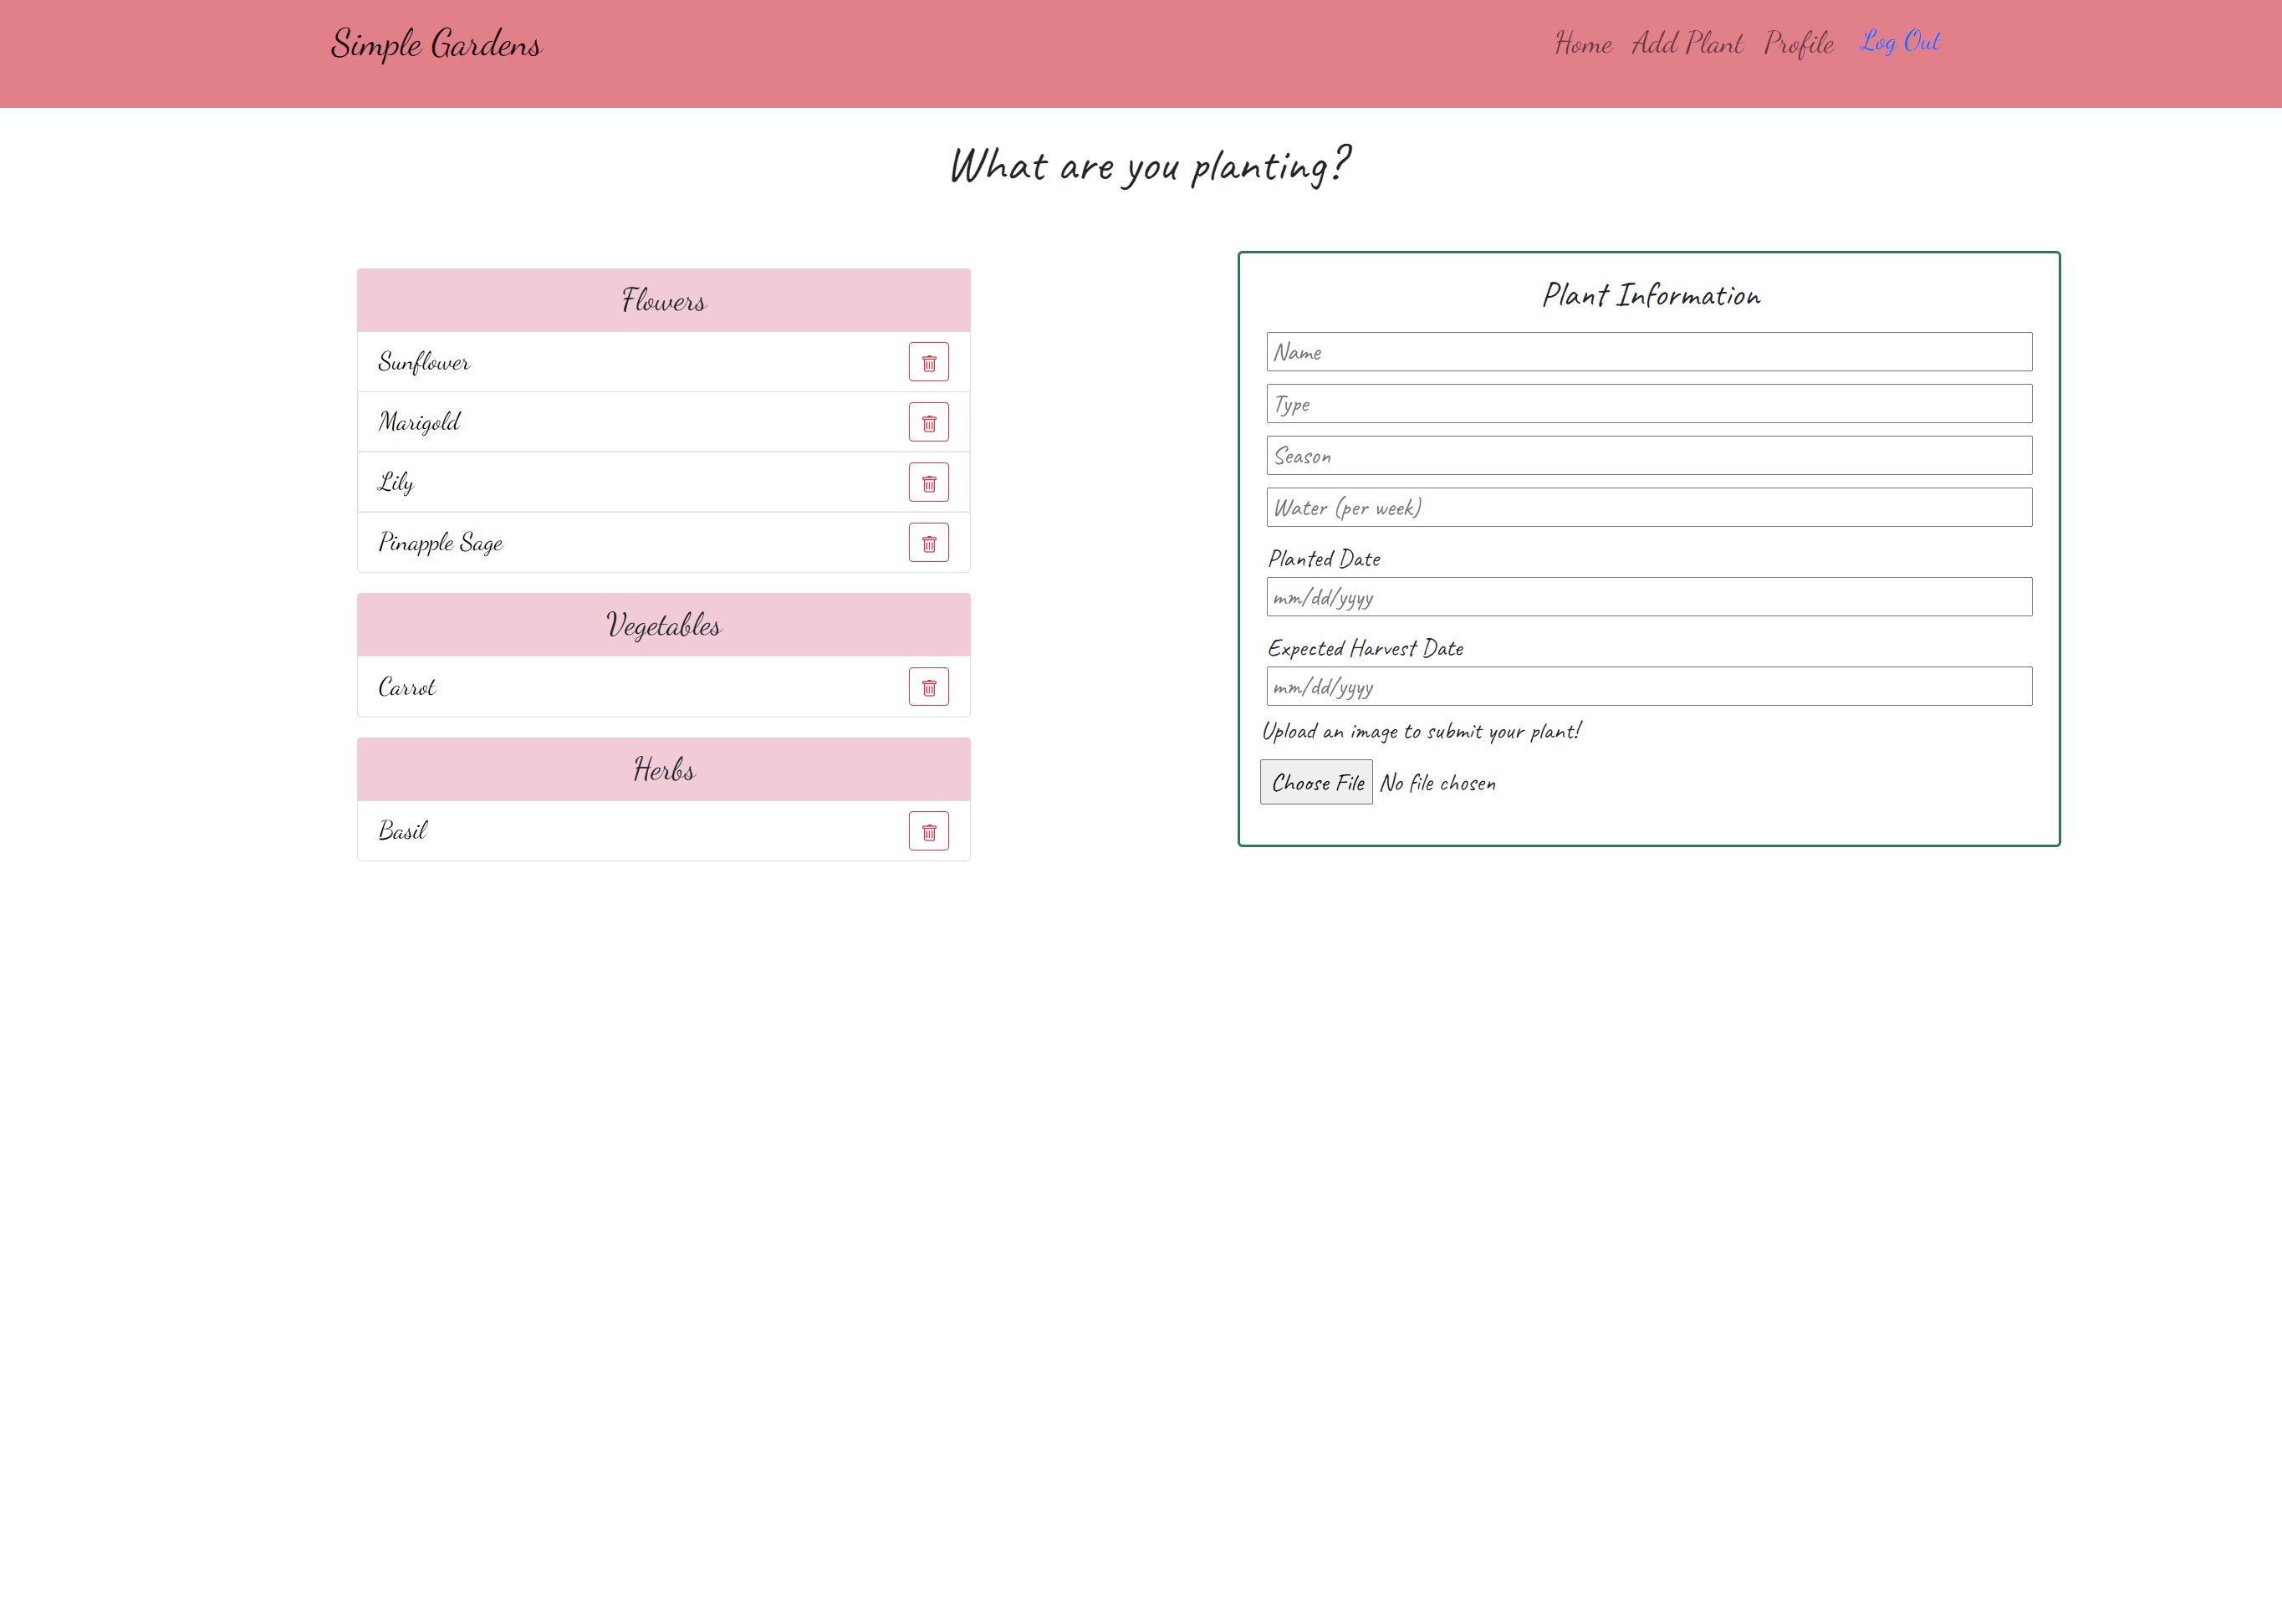 Simple Gardens
Home Add Plant Profile Log Out
What are you planting?
Flowers
Sunflower
Marigold
Lily
Pinapple Sage
Vegetables
Carrot
Herbs
Basil
Plant Information
Name
Type
Season
Water (per week)
Planted Date
mm/dd/yyyy
Expected Harvest Date
mm/dd/yyyy
Upload an image to submit your plant!
Choose File No file chosen